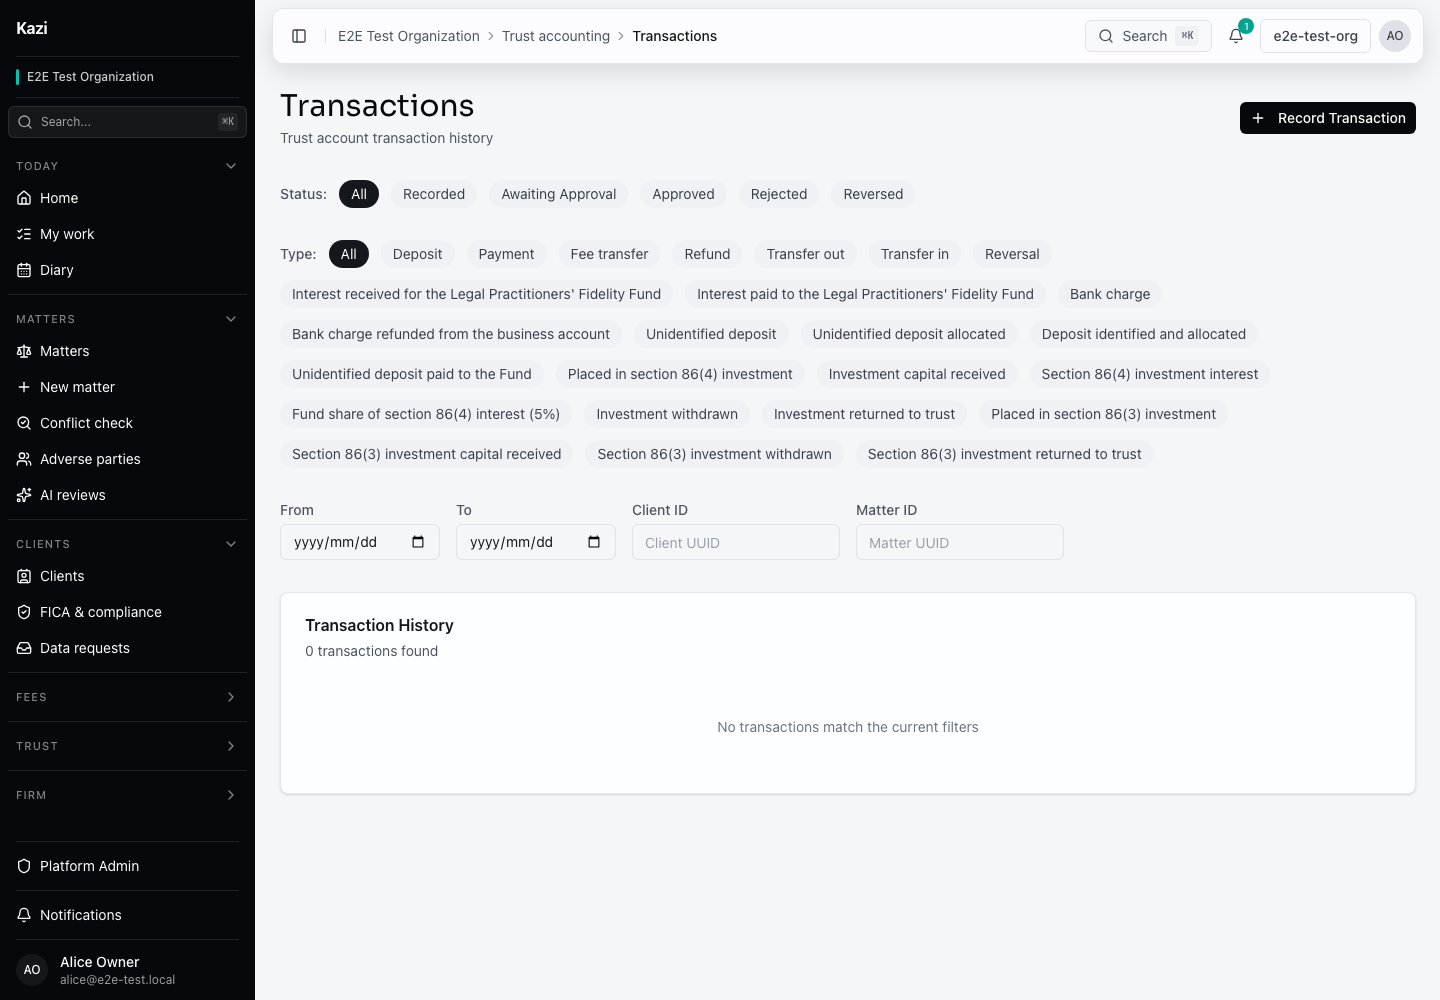 Kazi
E2E Test Organization
Search... ⌘K
TODAY
Home
My work
Diary
MATTERS
Matters
New matter
Conflict check
Adverse parties
AI reviews
CLIENTS
Clients
FICA & compliance
Data requests
FEES
TRUST
FIRM
Platform Admin
Notifications
AO Alice Owner
alice@e2e-test.local
E2E Test Organization Trust accounting Transactions Search ⌘K 1 e2e-test-org AO
Transactions
Trust account transaction history
Record Transaction
Status: All Recorded Awaiting Approval Approved Rejected Reversed
Type: All Deposit Payment Fee transfer Refund Transfer out Transfer in Reversal
Interest received for the Legal Practitioners' Fidelity Fund Interest paid to the Legal Practitioners' Fidelity Fund Bank charge
Bank charge refunded from the business account Unidentified deposit Unidentified deposit allocated Deposit identified and allocated
Unidentified deposit paid to the Fund Placed in section 86(4) investment Investment capital received Section 86(4) investment interest
Fund share of section 86(4) interest (5%) Investment withdrawn Investment returned to trust Placed in section 86(3) investment
Section 86(3) investment capital received Section 86(3) investment withdrawn Section 86(3) investment returned to trust
From To Client ID Matter ID
yyyy/mm/dd yyyy/mm/dd Client UUID Matter UUID
Transaction History
0 transactions found
No transactions match the current filters